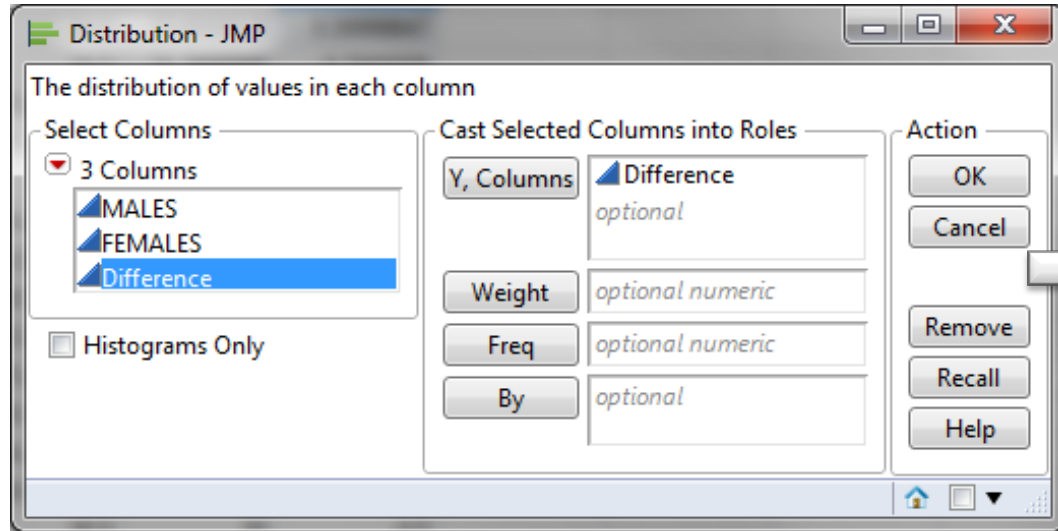 Distribution - JMP
The distribution of values in each column
Select Columns
3 Columns
MALES
FEMALES
Difference
Histograms Only
Cast Selected Columns into Roles
Y, Columns
Difference
optional
Weight
optional numeric
Freq
optional numeric
By
optional
Action
OK
Cancel
Remove
Recall
Help